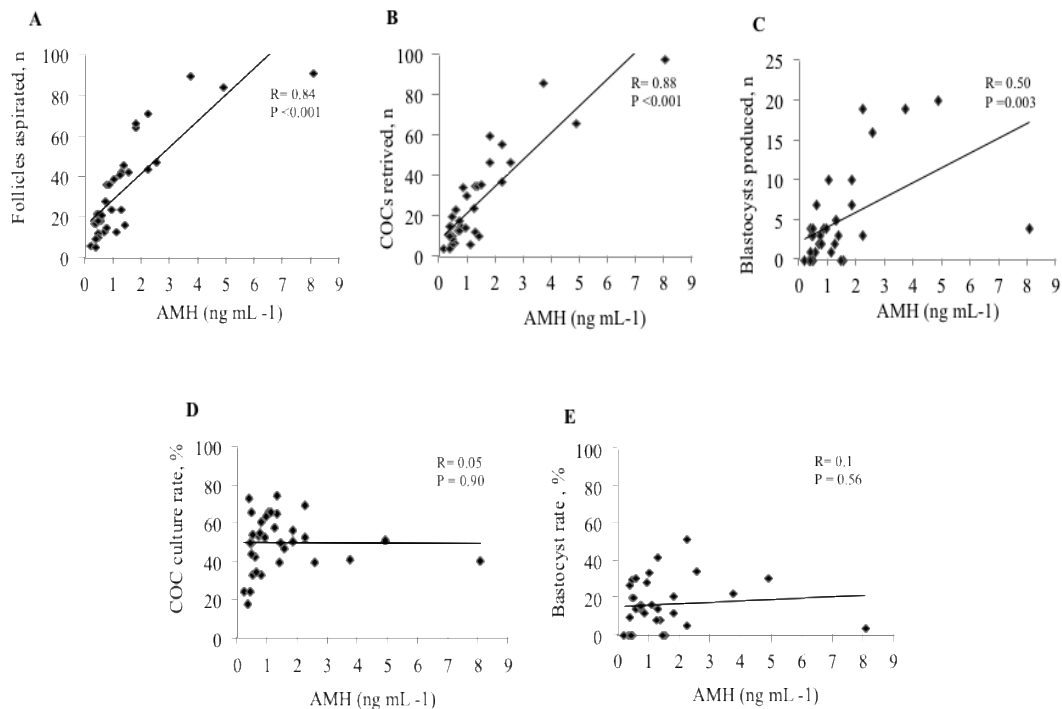 A
Follicles aspirated, n
100
80
60
40
20
0
R= 0.84
P <0.001
0 1 2 3 4 5 6 7 8 9
AMH (ng mL -1)
B
COCs retrived, n
100
80
60
40
20
0
R= 0.88
P <0.001
0 1 2 3 4 5 6 7 8 9
AMH (ng mL-1)
C
Blastocysts produced, n
25
20
15
10
5
0
R= 0.50
P =0.003
0 1 2 3 4 5 6 7 8 9
AMH (ng mL-1)
D
COC culture rate, %
100
80
60
40
20
0
R= 0.05
P = 0.90
0 1 2 3 4 5 6 7 8 9
AMH (ng mL -1)
E
Bastocyst rate , %
100
80
60
40
20
0
R= 0.1
P = 0.56
0 1 2 3 4 5 6 7 8 9
AMH (ng mL -1)